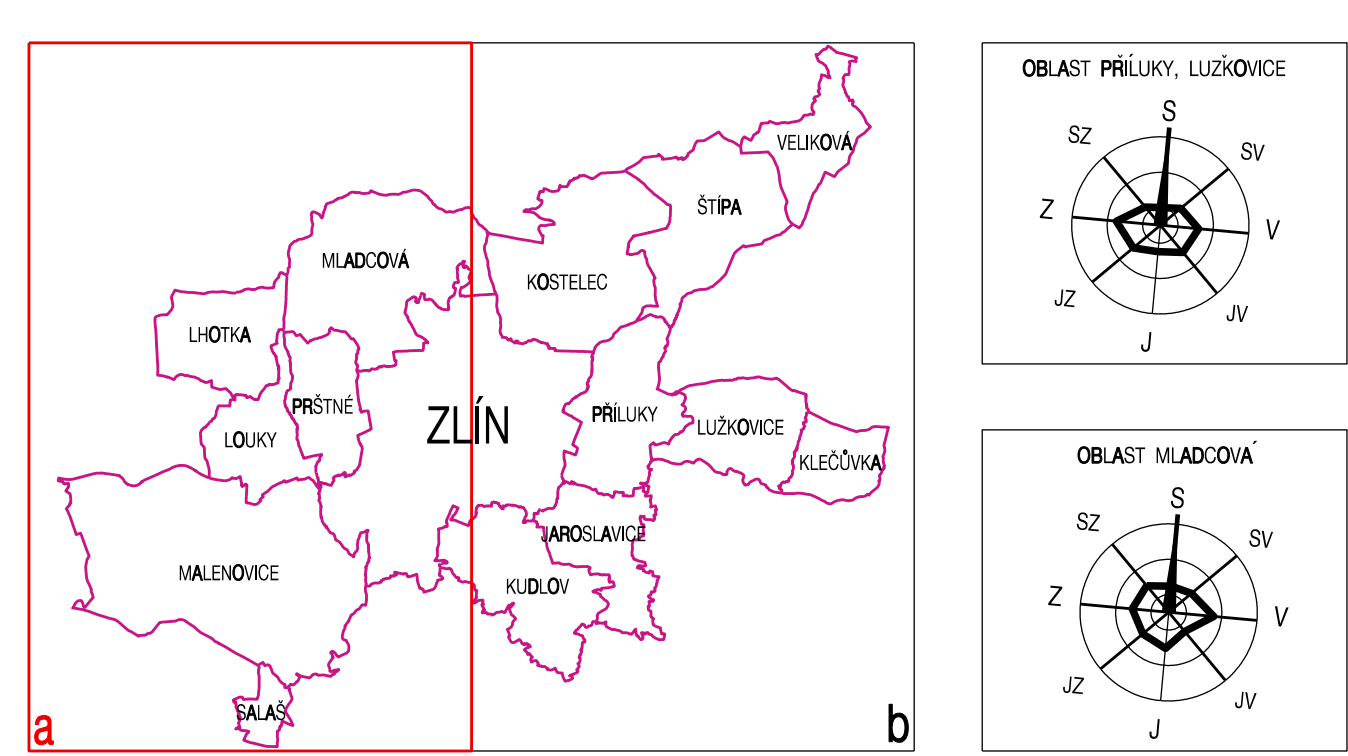 VELIKOVÁ
ŠTÍPA
MLADCOVÁ
KOSTELEC
LHOTKA
PRŠTNÉ
PŘÍLUKY
LOUKY
ZLÍN
LUŽKOVICE
KLEČŮVKA
JAROSLAVICE
MALENOVICE
KUDLOV
SALAŠ
a
b
OBLAST PŘÍLUKY, LUZŠKOVICE
S
SZ
SV
Z
V
JZ
JV
J
OBLAST MLADCOVÁ
S
SZ
SV
Z
V
JZ
JV
J